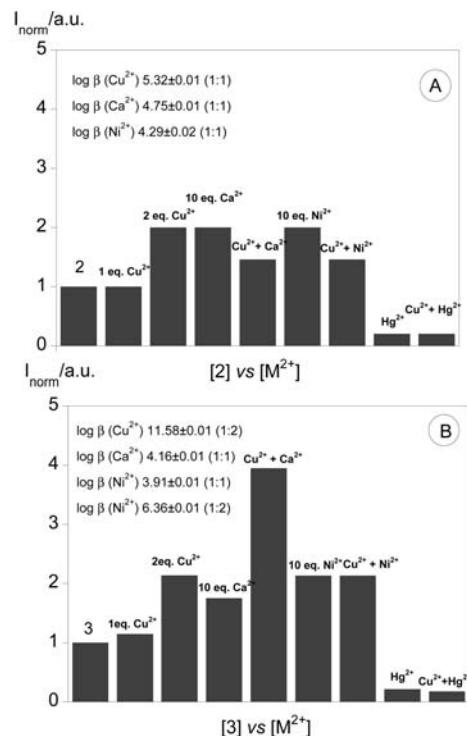 I_norm/a.u.
5
A
log β (Cu²⁺) 5.32±0.01 (1:1)
4
log β (Ca²⁺) 4.75±0.01 (1:1)
log β (Ni²⁺) 4.29±0.02 (1:1)
3
10 eq. Ca²⁺
2 eq. Cu²⁺
10 eq. Ni²⁺
2
Cu²⁺+ Ca²⁺
Cu²⁺+ Ni²⁺
2
1 eq. Cu²⁺
1
Hg²⁺
Cu²⁺+ Hg²⁺
0
[2] vs [M²⁺]
I_norm/a.u.
5
B
log β (Cu²⁺) 11.58±0.01 (1:2)
log β (Ca²⁺) 4.16±0.01 (1:1)
Cu²⁺ + Ca²⁺
4
log β (Ni²⁺) 3.91±0.01 (1:1)
log β (Ni²⁺) 6.36±0.01 (1:2)
3
2eq. Cu²⁺
10 eq. Ni²⁺
Cu²⁺ + Ni²⁺
2
10 eq. Ca²⁺
3
1eq. Cu²⁺
1
Hg²⁺
Cu²⁺+Hg²
0
[3] vs [M²⁺]